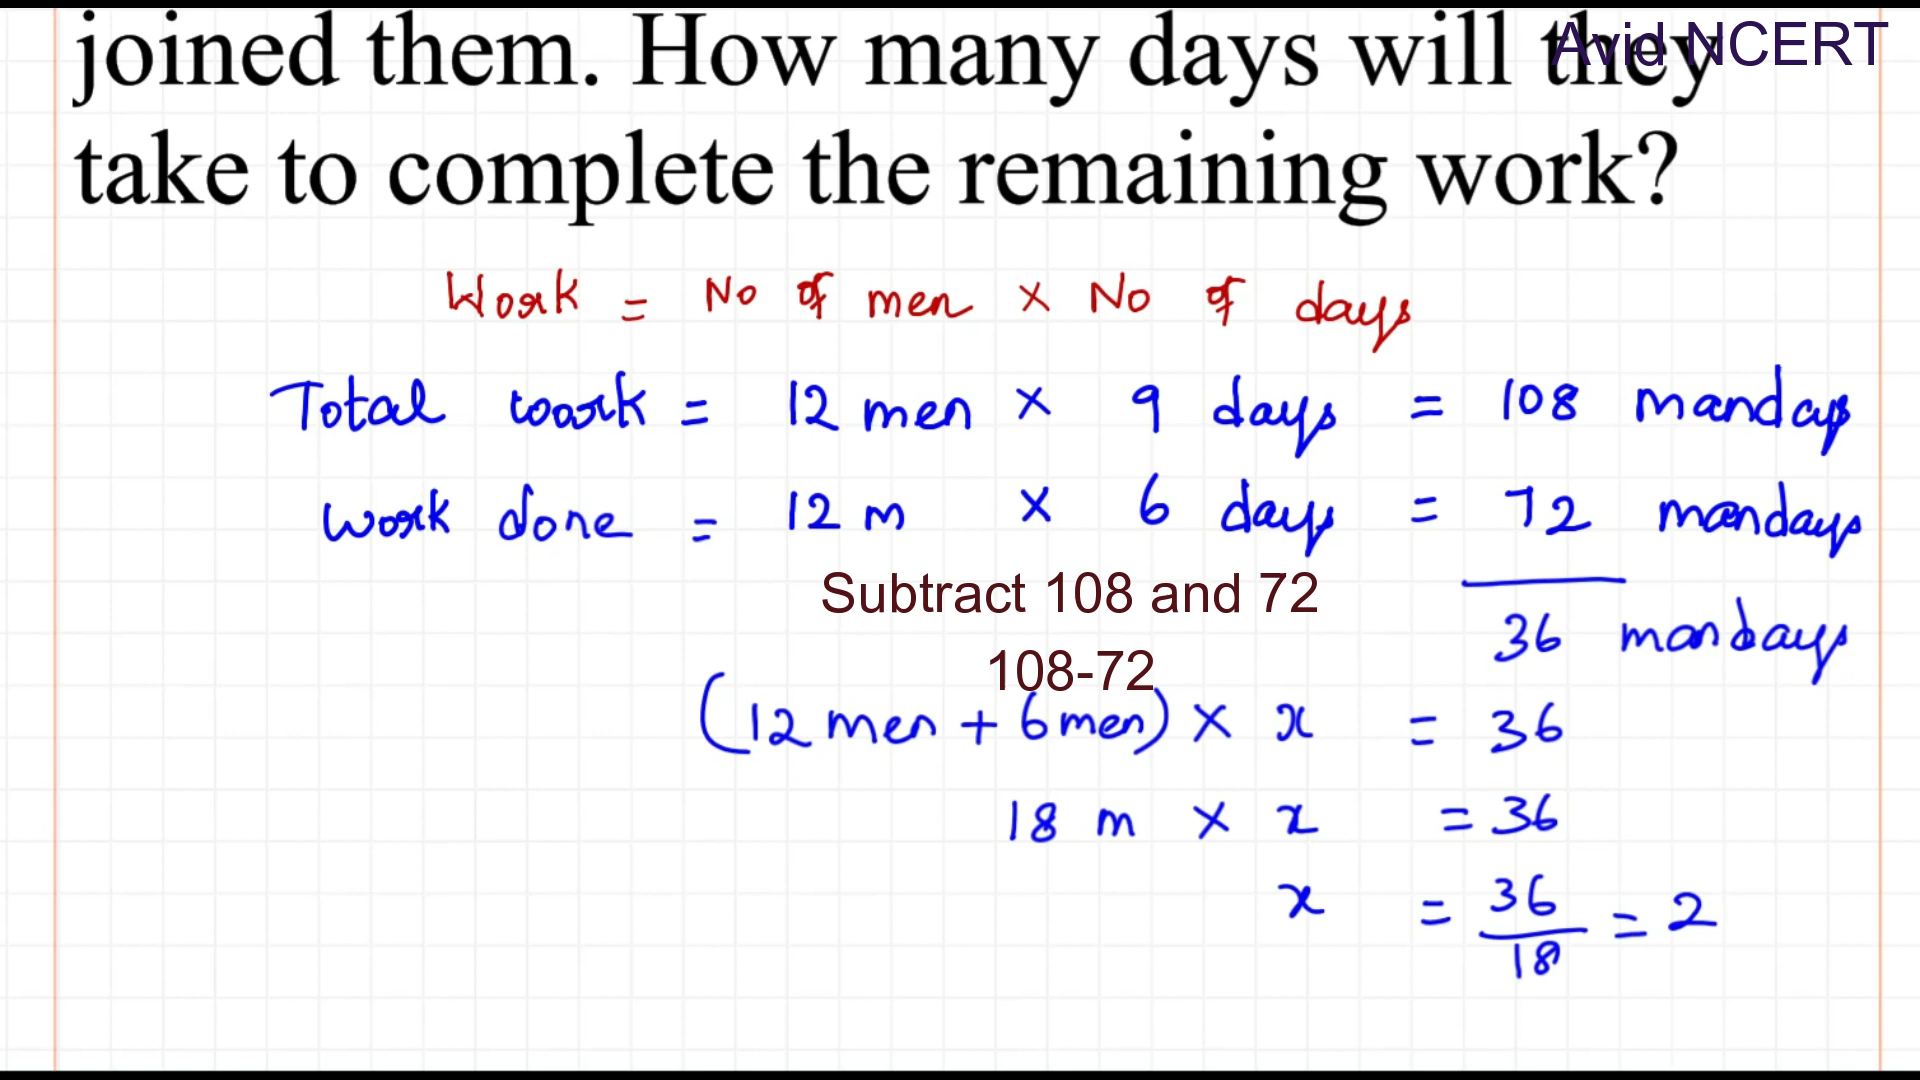 joined them. How many days will they
Avid NCERT
take to complete the remaining work?
Work = No of men × No of days
Total work = 12 men × 9 days = 108 mandays
work done = 12 m × 6 days = 72 mandays
Subtract 108 and 72
36 mandays
108-72
(12 men + 6 men) × x = 36
18 m × x = 36
x = 36/18 = 2